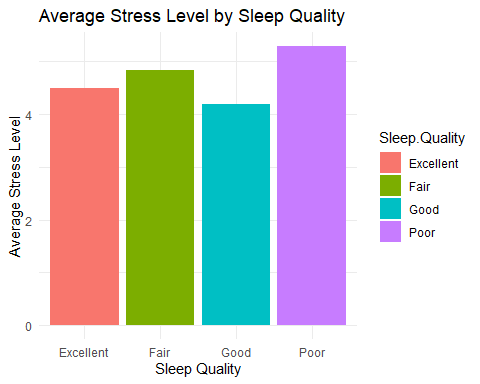 Average Stress Level by Sleep Quality
Average Stress Level
4
2
0
Excellent Fair Good Poor
Sleep Quality
Sleep.Quality
Excellent
Fair
Good
Poor